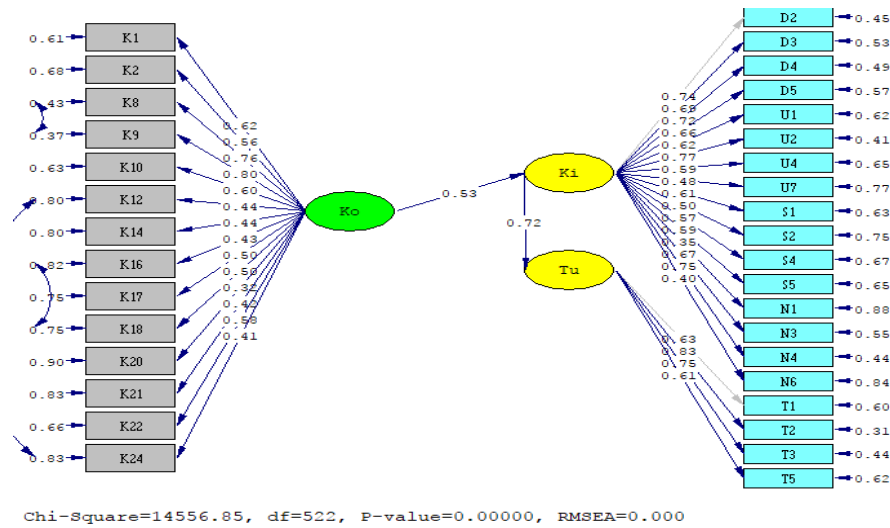 0.61 K1
0.68 K2
0.43 K8
0.37 K9
0.63 K10
0.80 K12
0.80 K14
0.82 K16
0.75 K17
0.75 K18
0.90 K20
0.83 K21
0.66 K22
0.83 K24
0.62
0.56
0.76
0.80
0.60
0.44
0.44
0.43
0.50
0.50
0.32
0.42
0.58
0.41
Ko
0.53
Ki
0.72
Tu
0.74
0.69
0.72
0.66
0.62
0.77
0.59
0.48
0.61
0.50
0.57
0.59
0.35
0.67
0.75
0.40
0.63
0.83
0.75
0.61
D2 0.45
D3 0.53
D4 0.49
D5 0.57
U1 0.62
U2 0.41
U4 0.65
U7 0.77
S1 0.63
S2 0.75
S4 0.67
S5 0.65
N1 0.88
N3 0.55
N4 0.44
N6 0.84
T1 0.60
T2 0.31
T3 0.44
T5 0.62
Chi-Square=14556.85, df=522, P-value=0.00000, RMSEA=0.000